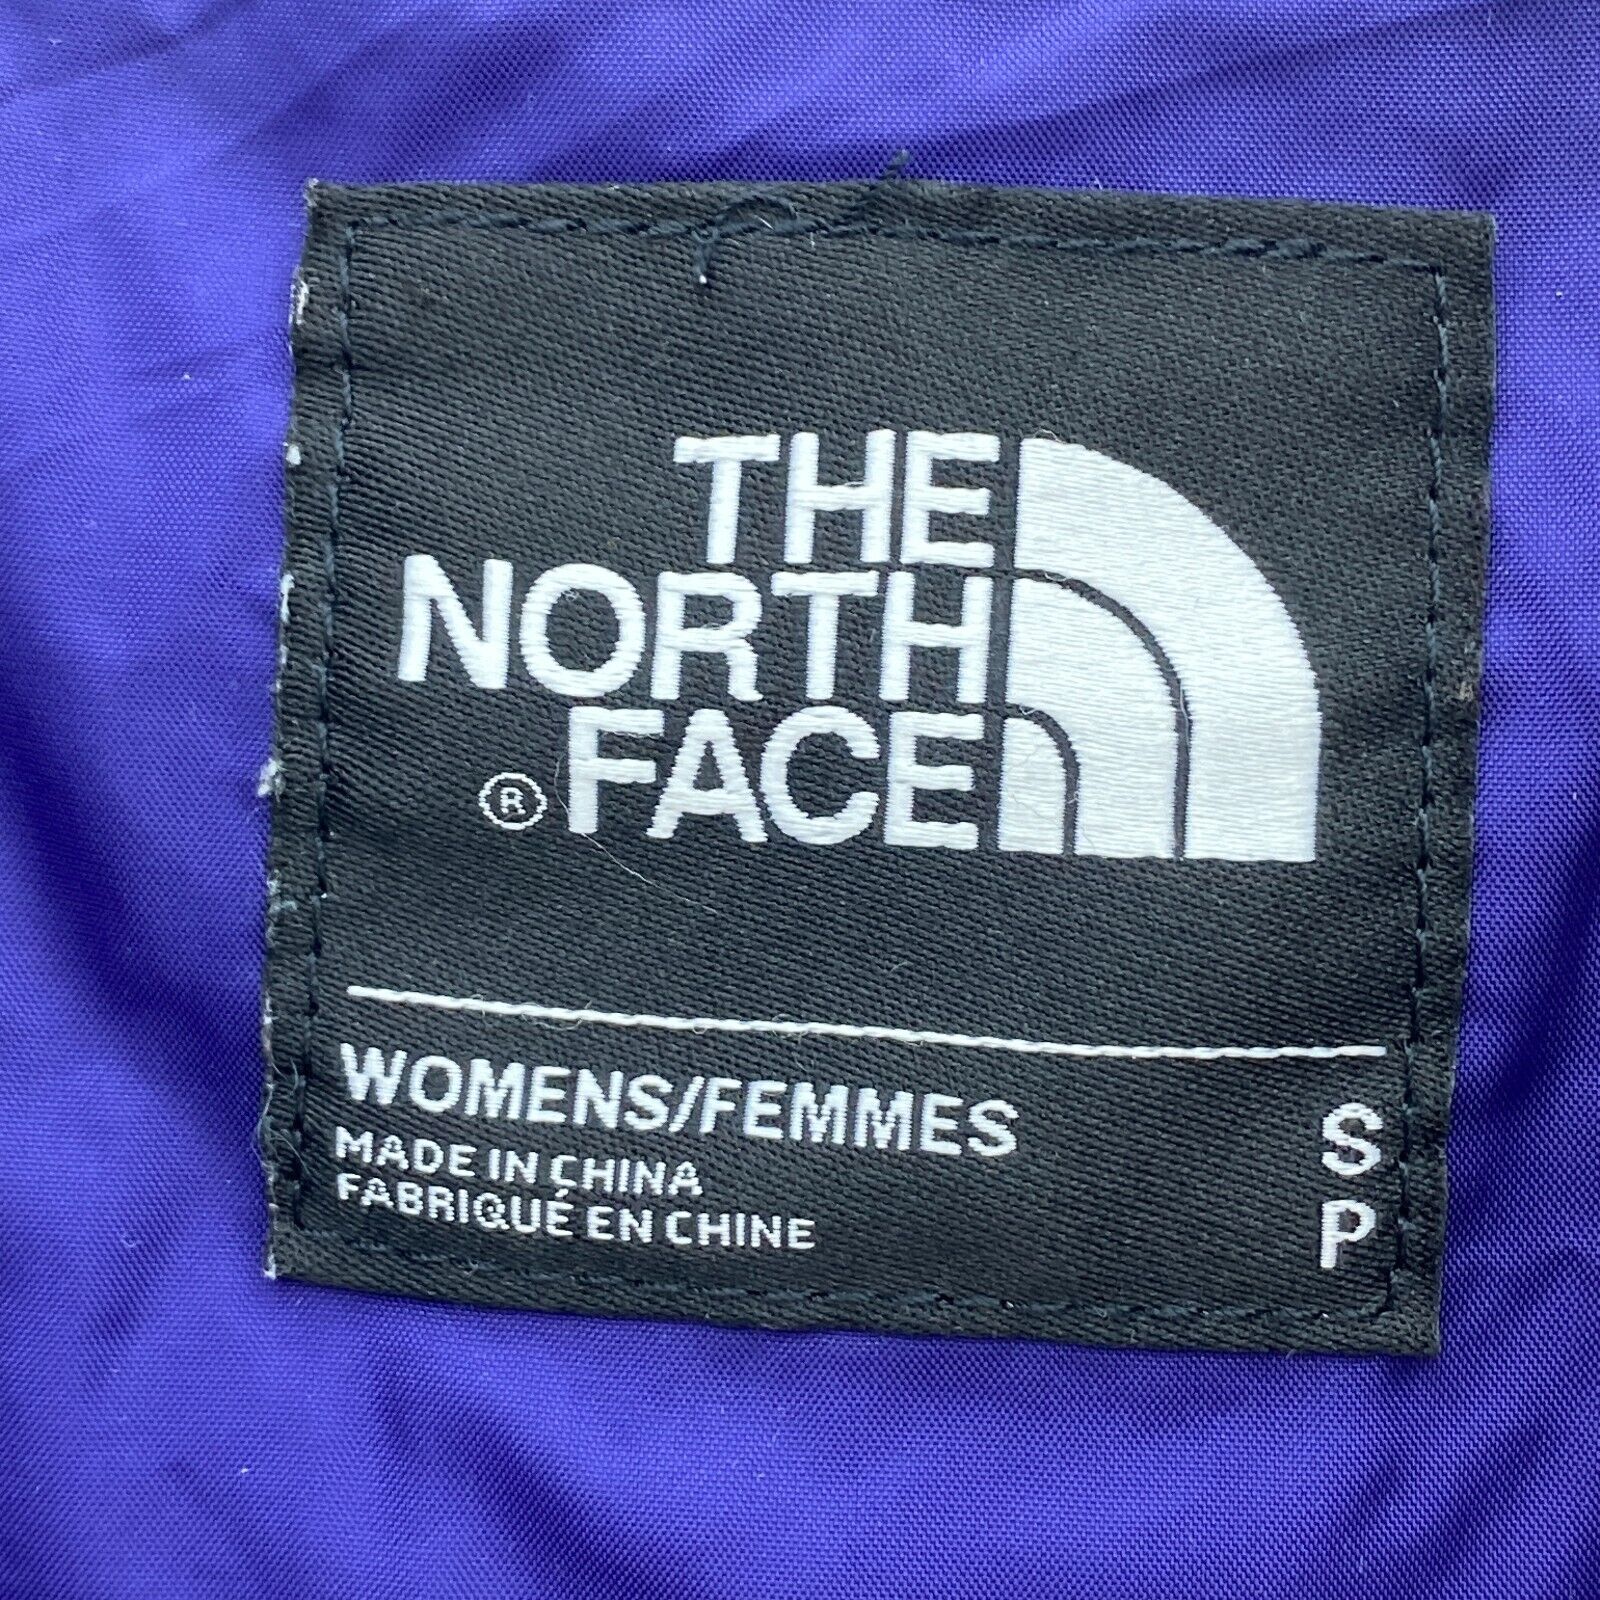 THE
NORTH
® FACE
WOMENS/FEMMES S
MADE IN CHINA
FABRIQUÉ EN CHINE P